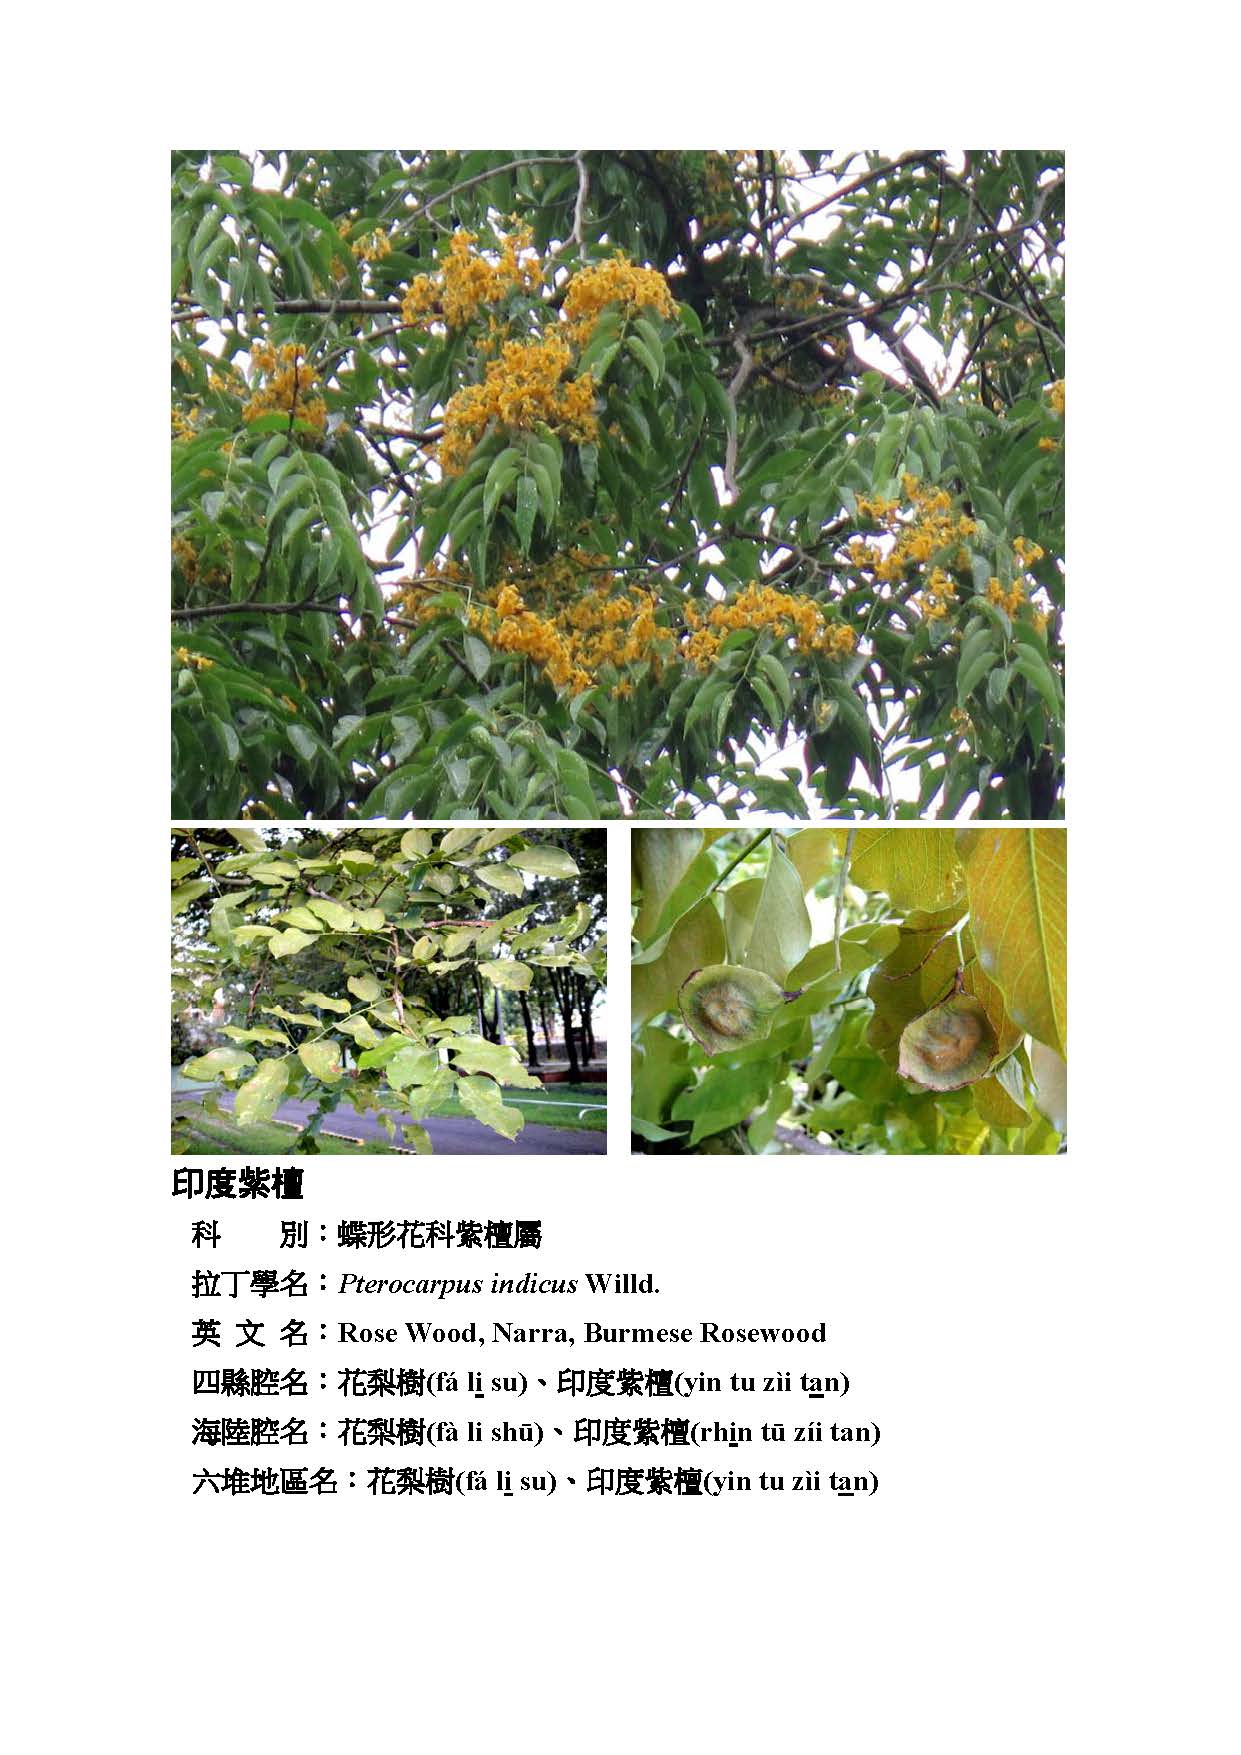 印度紫檀
科　　別：蝶形花科紫檀屬
拉丁學名：Pterocarpus indicus Willd.
英 文 名：Rose Wood, Narra, Burmese Rosewood
四縣腔名：花梨樹(fá li̲ su)、印度紫檀(yin tu zìi ta̲n)
海陸腔名：花梨樹(fà li shū)、印度紫檀(rhi̲n tū zíi tan)
六堆地區名：花梨樹(fá li̲ su)、印度紫檀(yin tu zìi ta̲n)